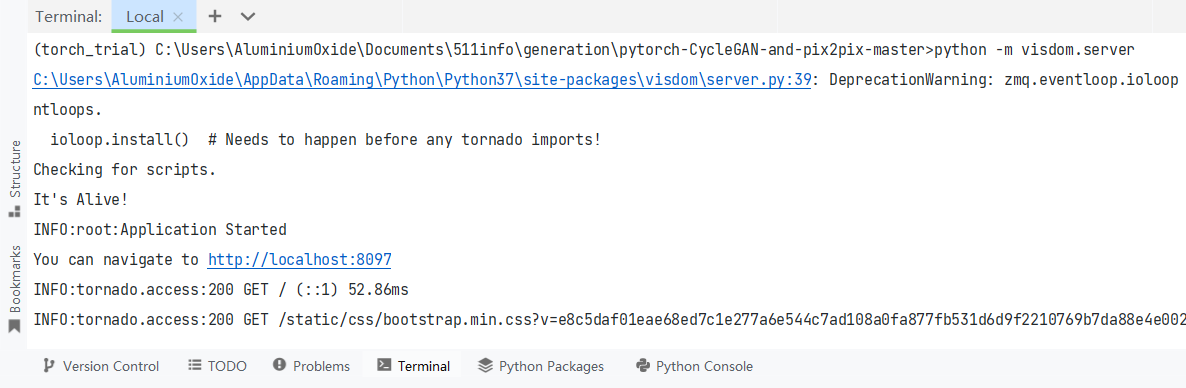 Terminal: Local × + 
(torch_trial) C:\Users\AluminiumOxide\Documents\511info\generation\pytorch-CycleGAN-and-pix2pix-master>python -m visdom.server
C:\Users\AluminiumOxide\AppData\Roaming\Python\Python37\site-packages\visdom\server.py:39: DeprecationWarning: zmq.eventloop.ioloop
ntloops.
  ioloop.install()  # Needs to happen before any tornado imports!
Checking for scripts.
It's Alive!
INFO:root:Application Started
You can navigate to http://localhost:8097
INFO:tornado.access:200 GET / (::1) 52.86ms
INFO:tornado.access:200 GET /static/css/bootstrap.min.css?v=e8c5daf01eae68ed7c1e277a6e544c7ad108a0fa877fb531d6d9f2210769b7da88e4e002
Structure
Bookmarks
Version Control TODO Problems Terminal Python Packages Python Console